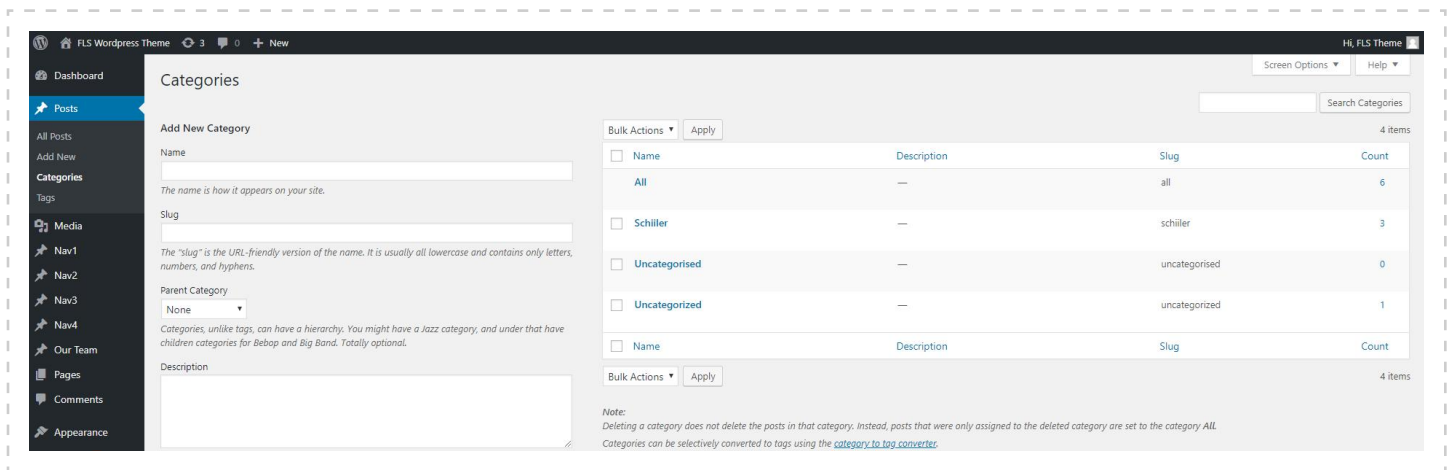 FLS Wordpress Theme 3 0 + New Hi, FLS Theme
Screen Options ▼ Help ▼
Dashboard
Posts
All Posts
Add New
Categories
Tags
Media
Nav1
Nav2
Nav3
Nav4
Our Team
Pages
Comments
Appearance
Categories
Search Categories
Add New Category
Name
The name is how it appears on your site.
Slug
The "slug" is the URL-friendly version of the name. It is usually all lowercase and contains only letters,
numbers, and hyphens.
Parent Category
None ▼
Categories, unlike tags, can have a hierarchy. You might have a Jazz category, and under that have
children categories for Bebop and Big Band. Totally optional.
Description
Bulk Actions ▼ Apply 4 items
Name Description Slug Count
All — all 6
Schiiler — schiiler 3
Uncategorised — uncategorised 0
Uncategorized — uncategorized 1
Name Description Slug Count
Bulk Actions ▼ Apply 4 items
Note:
Deleting a category does not delete the posts in that category. Instead, posts that were only assigned to the deleted category are set to the category All.
Categories can be selectively converted to tags using the category to tag converter.